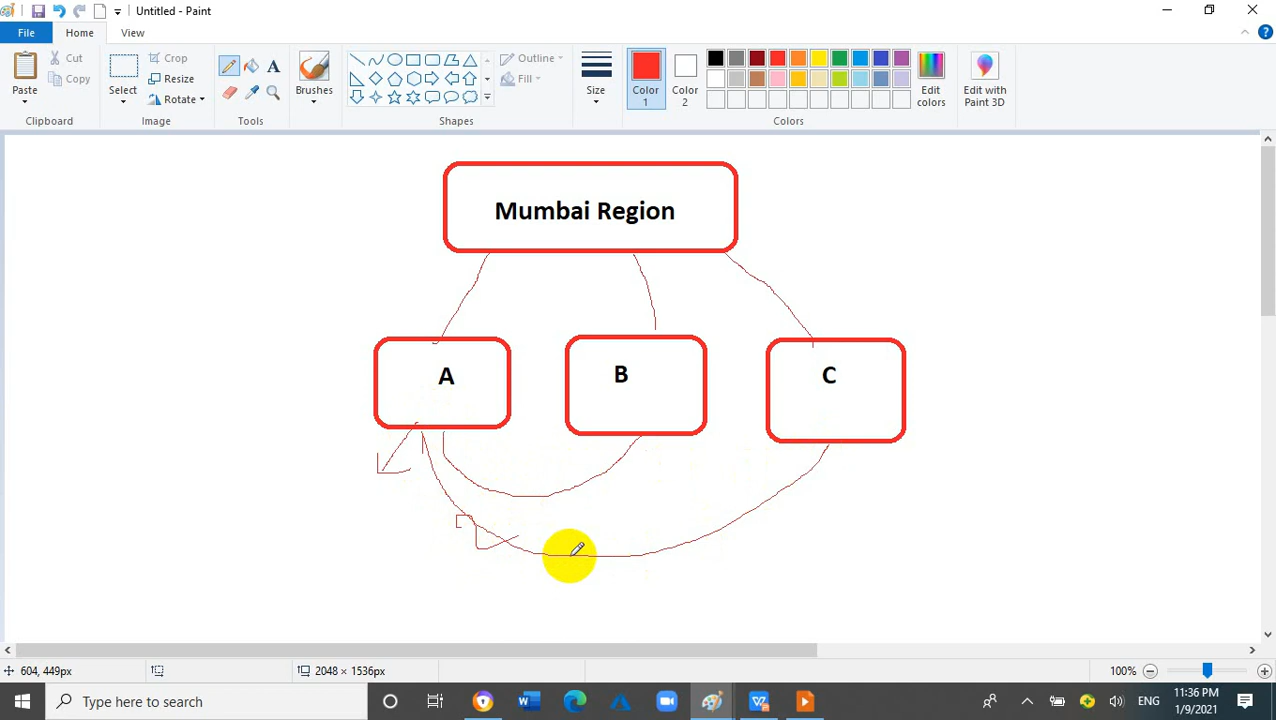 Untitled - Paint
File
Home
View
Paste
Cut
Copy
Clipboard
Select
Crop
Resize
Rotate
Image
A
Tools
Brushes
Outline
Fill
Shapes
Size
Color
1
Color
2
Edit
colors
Colors
Edit with
Paint 3D
Mumbai Region
A
B
C
604, 449px
2048 × 1536px
100%
Type here to search
W
VZ
ENG
11:36 PM
1/9/2021